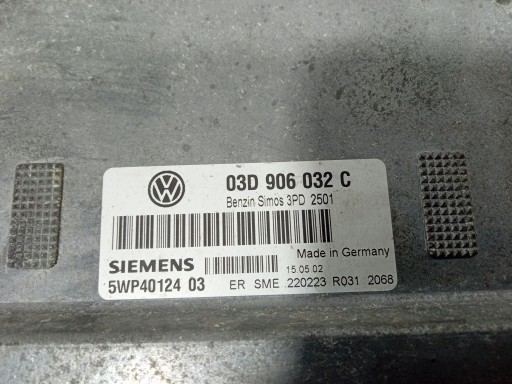 03D 906 032 C
Benzin Simos 3PD 2501
Made in Germany
SIEMENS
15.05.02
5WP40124 03 ER SME 220223 R031 2068